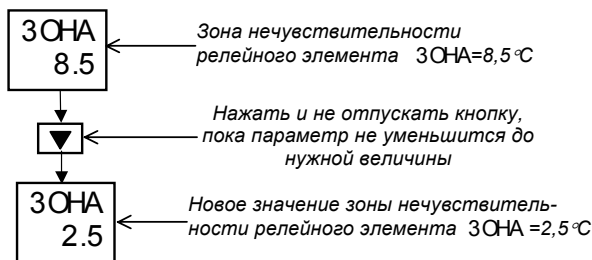 ЗОНА
8.5
Зона нечувствительности
релейного элемента ЗОНА=8,5°C
Нажать и не отпускать кнопку,
пока параметр не уменьшится до
нужной величины
ЗОНА
2.5
Новое значение зоны нечувствитель-
ности релейного элемента ЗОНА =2,5°C